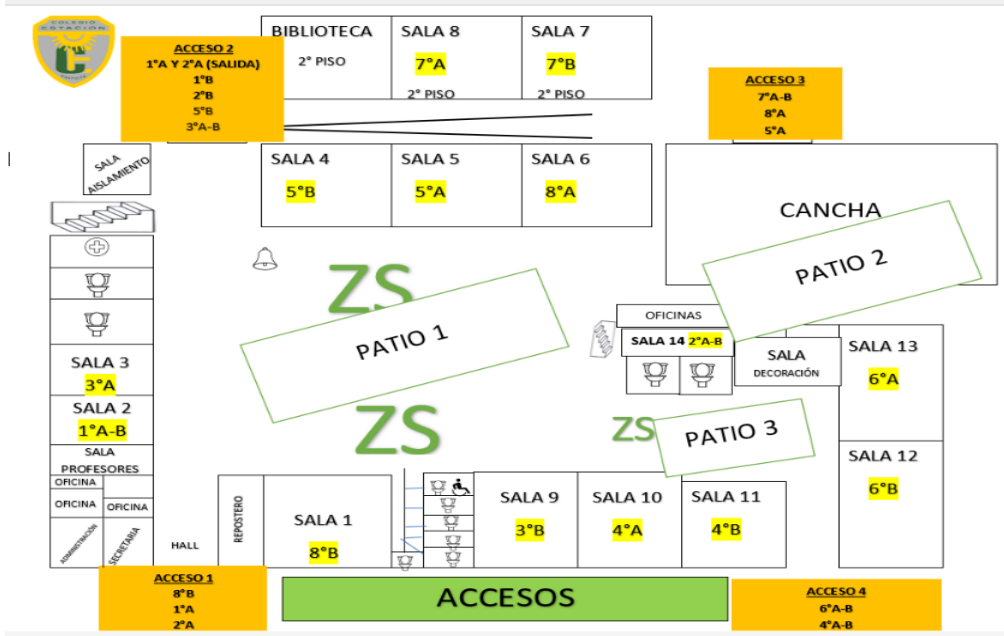 COLEGIO
ESTACIÓN
ACCESO 2
1°A Y 2°A (SALIDA)
1°B
2°B
5°B
3°A-B
BIBLIOTECA
2° PISO
SALA 8
7°A
2° PISO
SALA 7
7°B
2° PISO
ACCESO 3
7°A-B
8°A
5°A
SALA
AISLAMIENTO
SALA 4
5°B
SALA 5
5°A
SALA 6
8°A
CANCHA
PATIO 2
ZS
PATIO 1
OFICINAS
SALA 14 2°A-B
SALA
DECORACIÓN
SALA 13
6°A
SALA 3
3°A
SALA 2
1°A-B
SALA
PROFESORES
OFICINA
OFICINA
OFICINA
ADMINISTRACIÓN
SECRETARIA
HALL
REPOSTERO
ZS
ZS
PATIO 3
SALA 12
6°B
SALA 1
8°B
SALA 9
3°B
SALA 10
4°A
SALA 11
4°B
ACCESO 1
8°B
1°A
2°A
ACCESOS
ACCESO 4
6°A-B
4°A-B